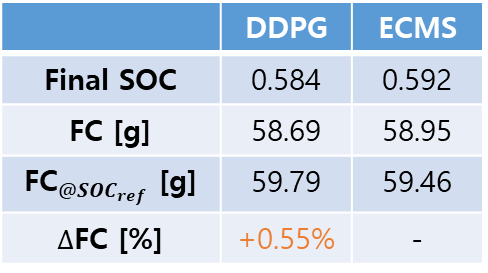 DDPG ECMS
Final SOC 0.584 0.592
FC [g] 58.69 58.95
FC@SOCref [g] 59.79 59.46
ΔFC [%] +0.55% -